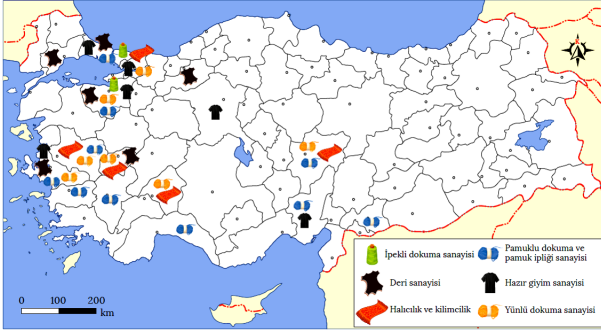 İpekli dokuma sanayisi
Pamuklu dokuma ve
pamuk ipliği sanayisi
Deri sanayisi
Hazır giyim sanayisi
Halıcılık ve kilimcilik
Yünlü dokuma sanayisi
0 100 200
km